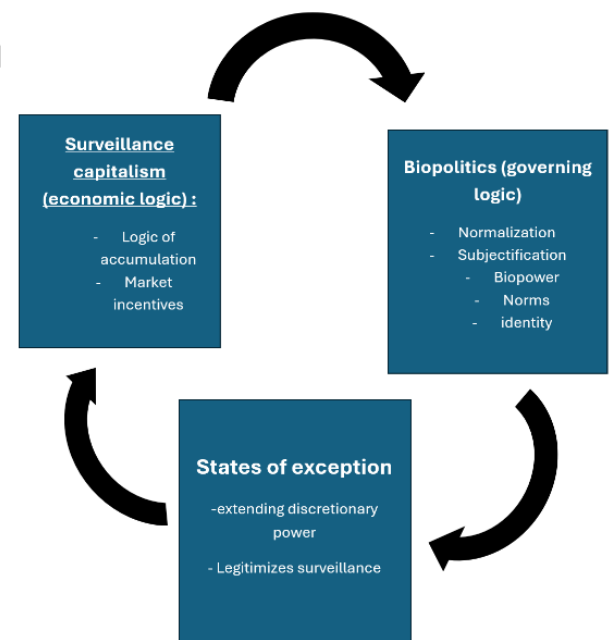 Surveillance
capitalism
(economic logic) :
- Logic of
accumulation
- Market
incentives
Biopolitics (governing
logic)
- Normalization
- Subjectification
- Biopower
- Norms
- identity
States of exception
-extending discretionary
power
- Legitimizes surveillance